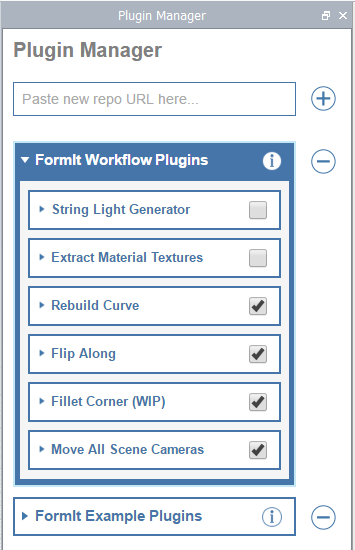 Plugin Manager
Plugin Manager
Paste new repo URL here...
FormIt Workflow Plugins
String Light Generator
Extract Material Textures
Rebuild Curve
Flip Along
Fillet Corner (WIP)
Move All Scene Cameras
FormIt Example Plugins